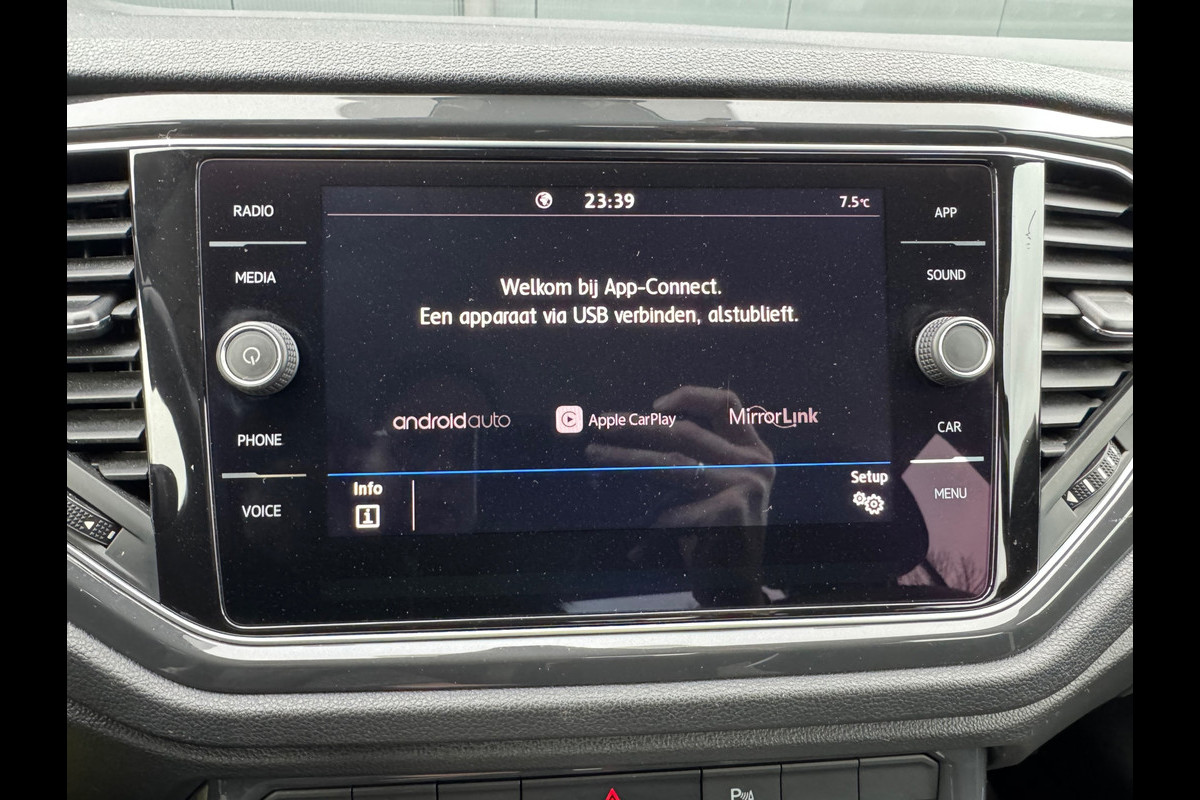 23:39
7.5°C
RADIO
MEDIA
PHONE
VOICE
Welkom bij App-Connect.
Een apparaat via USB verbinden, alstublieft.
androidauto
Apple CarPlay
MirrorLink
Info
Setup
APP
SOUND
CAR
MENU
P